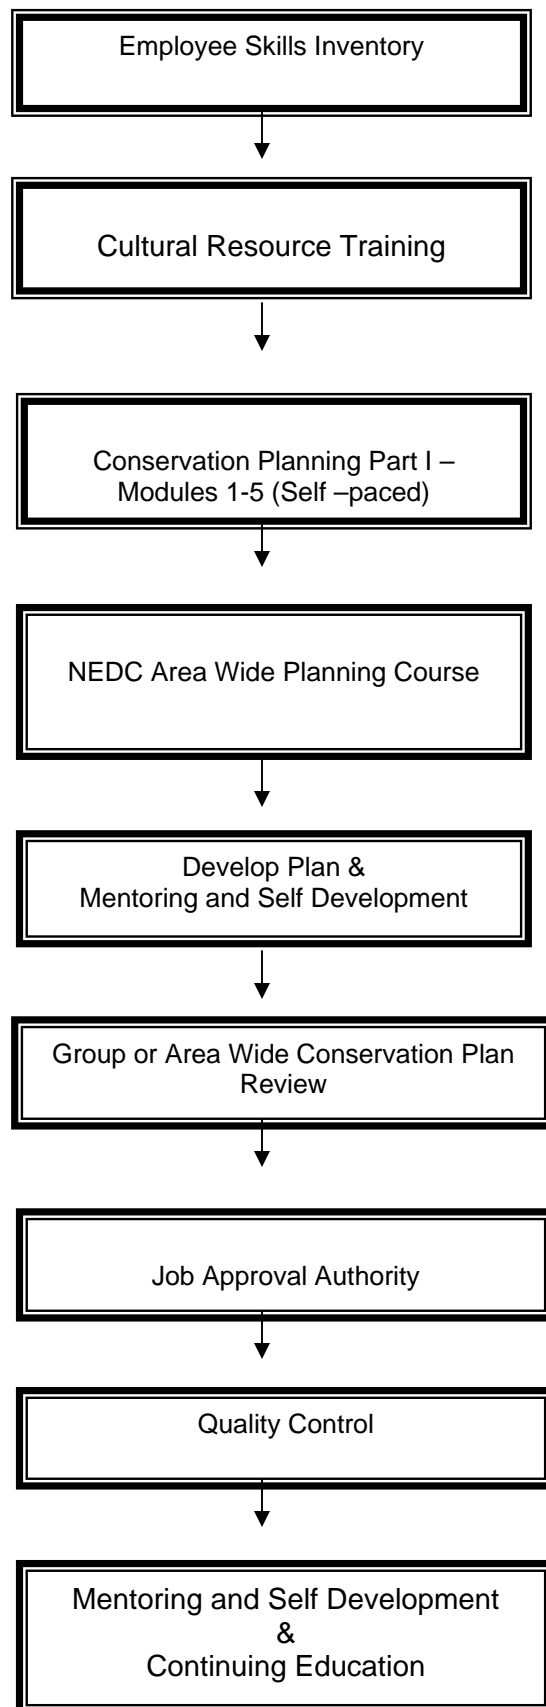 Employee Skills Inventory
Cultural Resource Training
Conservation Planning Part I –
Modules 1-5 (Self –paced)
NEDC Area Wide Planning Course
Develop Plan &
Mentoring and Self Development
Group or Area Wide Conservation Plan
Review
Job Approval Authority
Quality Control
Mentoring and Self Development
&
Continuing Education